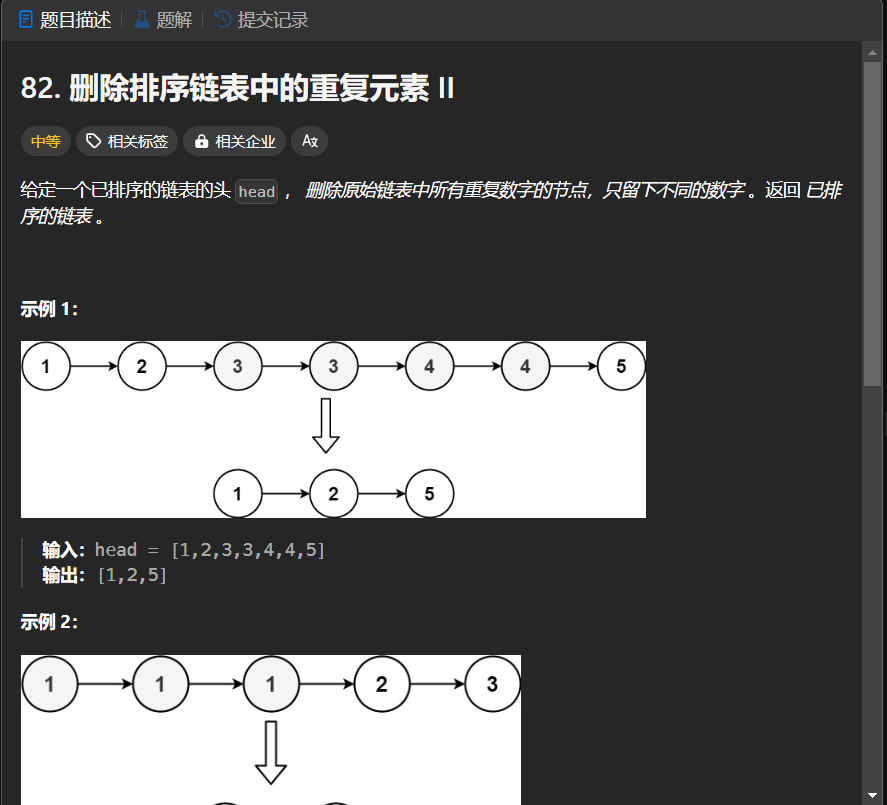 题目描述 题解 提交记录
82. 删除排序链表中的重复元素 II
中等 相关标签 相关企业 Ax
给定一个已排序的链表的头 head ， 删除原始链表中所有重复数字的节点，只留下不同的数字 。返回 已排
序的链表 。
示例 1：
1 2 3 3 4 4 5
1 2 5
输入：head = [1,2,3,3,4,4,5]
输出：[1,2,5]
示例 2：
1 1 1 2 3